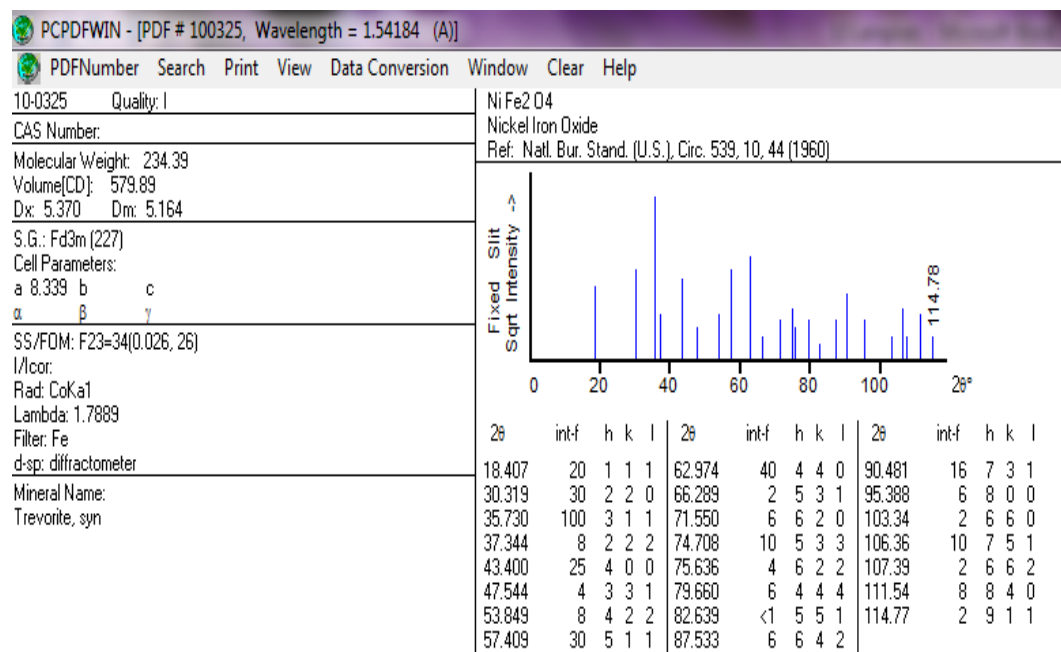 PCPDFWIN - [PDF # 100325, Wavelength = 1.54184 (A)]
PDFNumber Search Print View Data Conversion Window Clear Help
10-0325 Quality: I
CAS Number:
Molecular Weight: 234.39
Volume[CD]: 579.89
Dx: 5.370 Dm: 5.164
S.G.: Fd3m (227)
Cell Parameters:
a 8.339 b c
α β γ
SS/FOM: F23=34(0.026, 26)
I/Icor:
Rad: CoKa1
Lambda: 1.7889
Filter: Fe
d-sp: diffractometer
Mineral Name:
Trevorite, syn
Ni Fe2 O4
Nickel Iron Oxide
Ref: Natl. Bur. Stand. (U.S.), Circ. 539, 10, 44 (1960)
Fixed Slit
Sqrt Intensity ->
114.78
0 20 40 60 80 100 2θ°
2θ int-f h k l 2θ int-f h k l 2θ int-f h k l
18.407 20 1 1 1 62.974 40 4 4 0 90.481 16 7 3 1
30.319 30 2 2 0 66.289 2 5 3 1 95.388 6 8 0 0
35.730 100 3 1 1 71.550 6 6 2 0 103.34 2 6 6 0
37.344 8 2 2 2 74.708 10 5 3 3 106.36 10 7 5 1
43.400 25 4 0 0 75.636 4 6 2 2 107.39 2 6 6 2
47.544 4 3 3 1 79.660 6 4 4 4 111.54 8 8 4 0
53.849 8 4 2 2 82.639 <1 5 5 1 114.77 2 9 1 1
57.409 30 5 1 1 87.533 6 6 4 2